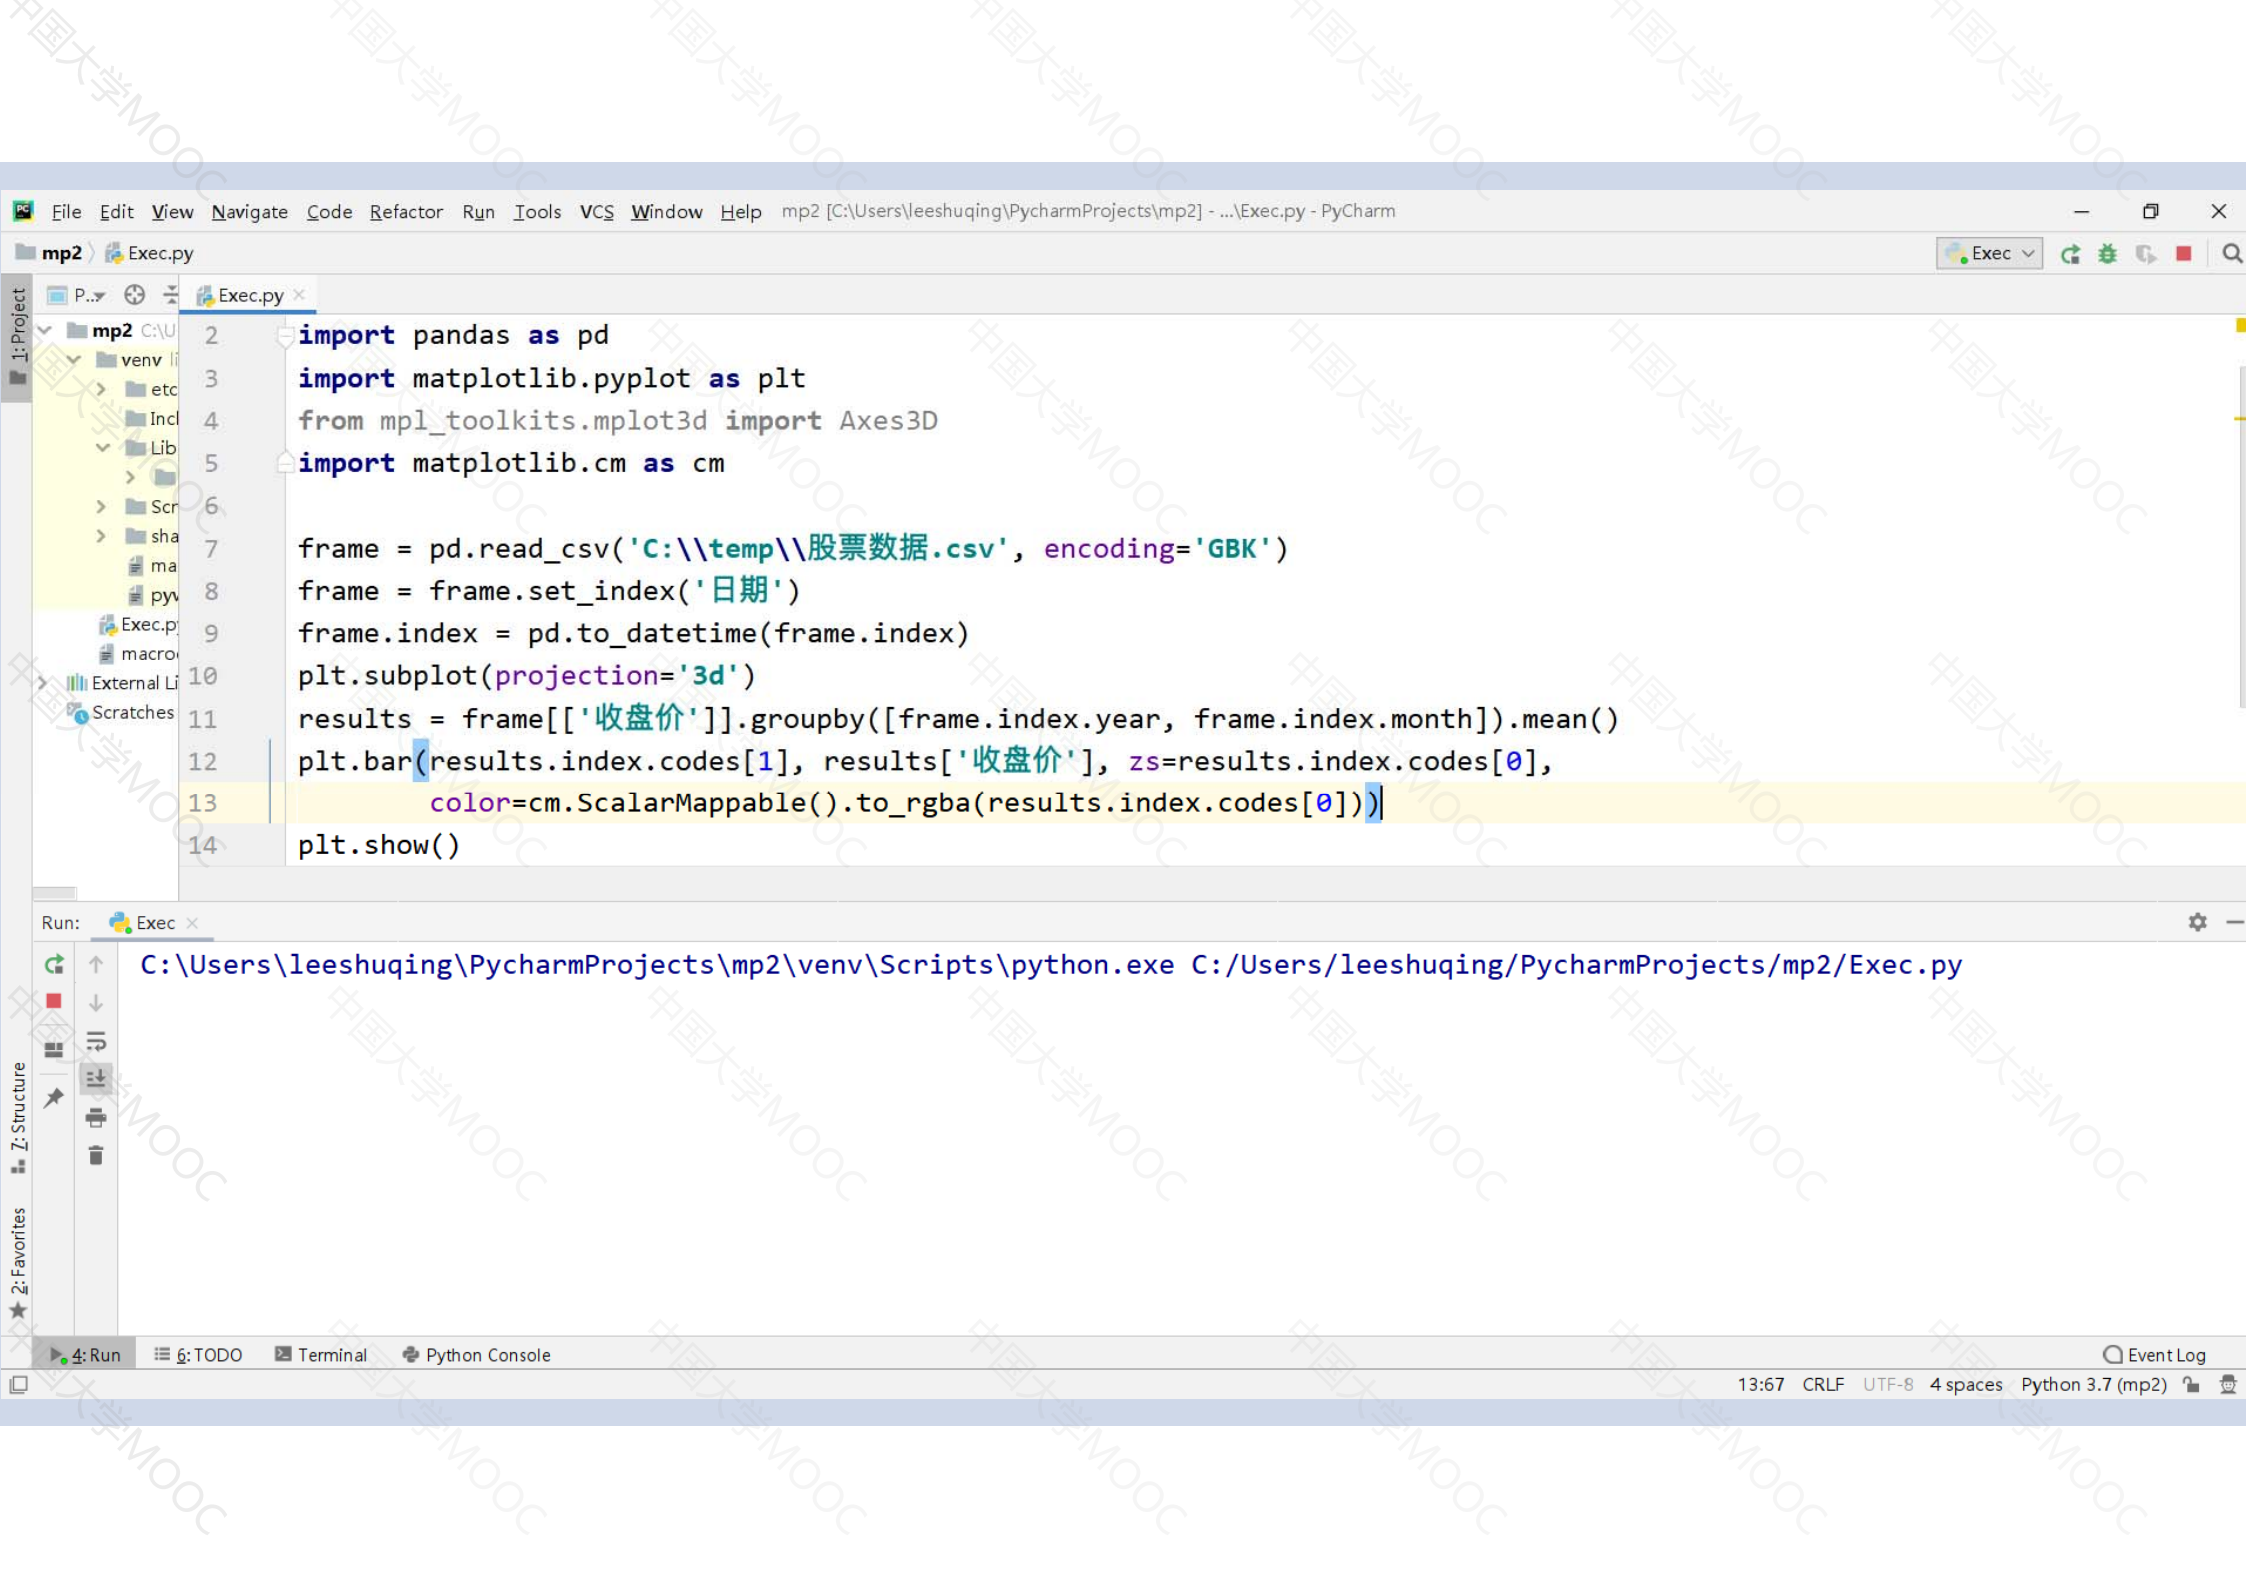 File Edit View Navigate Code Refactor Run Tools VCS Window Help mp2 [C:\Users\leeshuqing\PycharmProjects\mp2] - ...\Exec.py - PyCharm
mp2 Exec.py Exec
1: Project
P... Exec.py
mp2 C:\U
venv li
etc
Incl
Lib
Scr
sha
ma
pyv
Exec.p
macro
External Li
Scratches
2 import pandas as pd
3 import matplotlib.pyplot as plt
4 from mpl_toolkits.mplot3d import Axes3D
5 import matplotlib.cm as cm
6
7 frame = pd.read_csv('C:\\temp\\股票数据.csv', encoding='GBK')
8 frame = frame.set_index('日期')
9 frame.index = pd.to_datetime(frame.index)
10 plt.subplot(projection='3d')
11 results = frame[['收盘价']].groupby([frame.index.year, frame.index.month]).mean()
12 plt.bar(results.index.codes[1], results['收盘价'], zs=results.index.codes[0],
13 color=cm.ScalarMappable().to_rgba(results.index.codes[0]))
14 plt.show()
Run: Exec
C:\Users\leeshuqing\PycharmProjects\mp2\venv\Scripts\python.exe C:/Users/leeshuqing/PycharmProjects/mp2/Exec.py
Z: Structure
2: Favorites
4: Run 6: TODO Terminal Python Console Event Log
13:67 CRLF UTF-8 4 spaces Python 3.7 (mp2)
中国大学MOOC